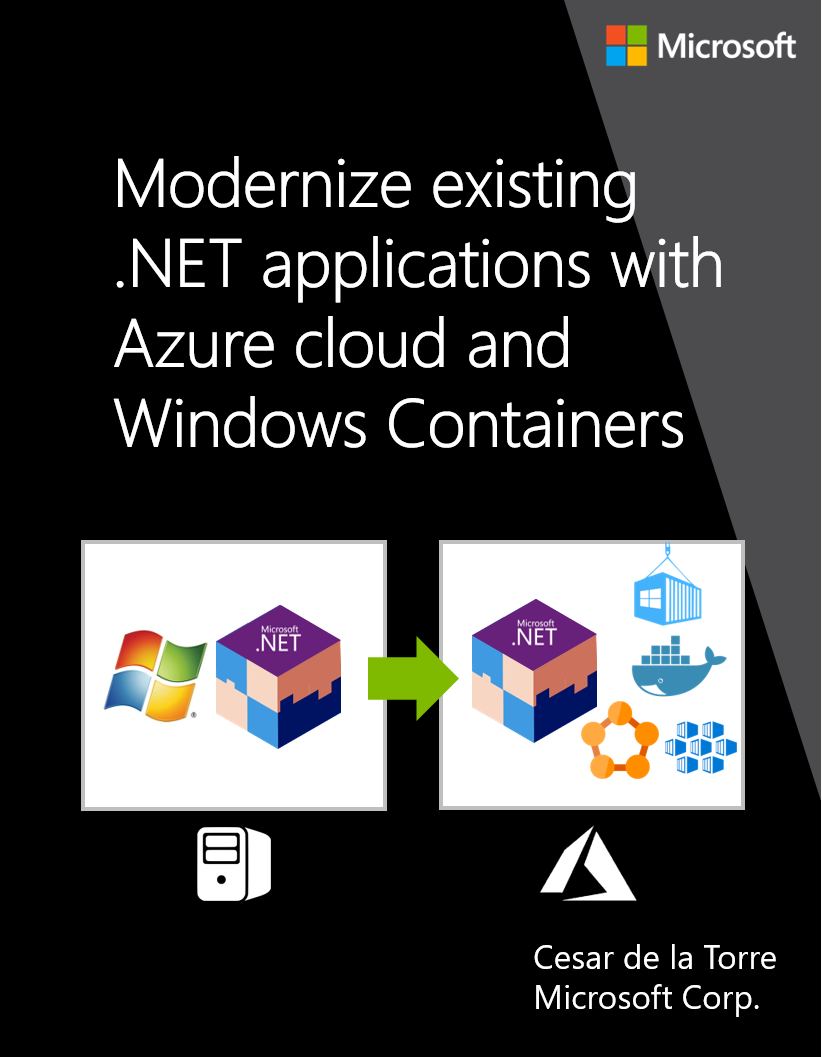 Microsoft
Modernize existing
.NET applications with
Azure cloud and
Windows Containers
Microsoft
.NET
®
Microsoft
.NET
Cesar de la Torre
Microsoft Corp.